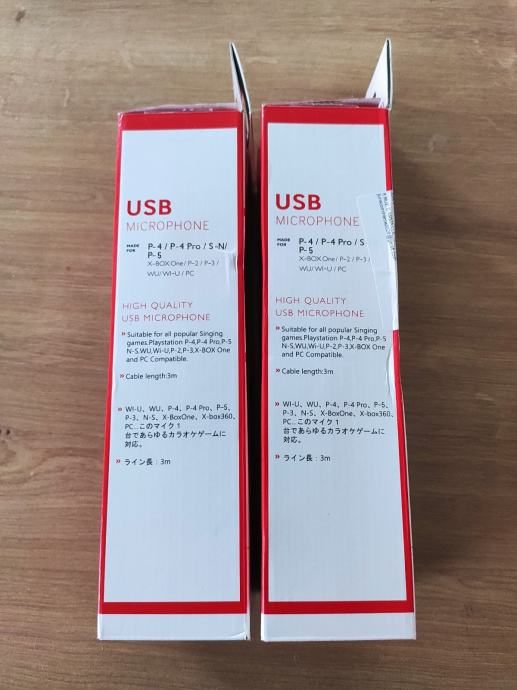 USB
MICROPHONE
MADE FOR
P-4 / P-4 Pro / S-N/
P-5
X-BOX One / P-2 / P-3 /
WU/ WI-U / PC
HIGH QUALITY
USB MICROPHONE
» Suitable for all popular Singing
games.Playstation P-4,P-4 Pro,P-5
N-S,WU,Wi-U,P-2,P-3,X-BOX One
and PC Compatible.
» Cable length:3m
» WI-U、WU、P-4、P-4 Pro、P-5、
P-3、N-S、X-BoxOne、X-box360、
PC...このマイク 1
台であらゆるカラオケゲームに
対応。
» ライン長：3m
USB
MICROPHONE
MADE FOR
P-4 / P-4 Pro / S
P-5
X-BOX One / P-2 / P-3 /
WU/ WI-U / PC
HIGH QUALITY
USB MICROPHONE
» Suitable for all popular Singing
games.Playstation P-4,P-4 Pro,P-5
N-S,WU,Wi-U,P-2,P-3,X-BOX One
and PC Compatible.
» Cable length:3m
» WI-U、WU、P-4、P-4 Pro、P-5、
P-3、N-S、X-BoxOne、X-box360、
PC...このマイク 1
台であらゆるカラオケゲームに
対応。
» ライン長：3m